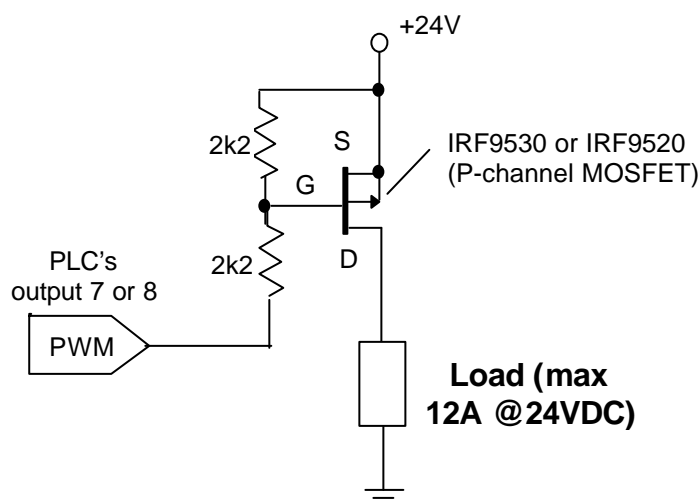 +24V
2k2
S
IRF9530 or IRF9520
(P-channel MOSFET)
G
D
2k2
PLC's
output 7 or 8
PWM
Load (max
12A @24VDC)